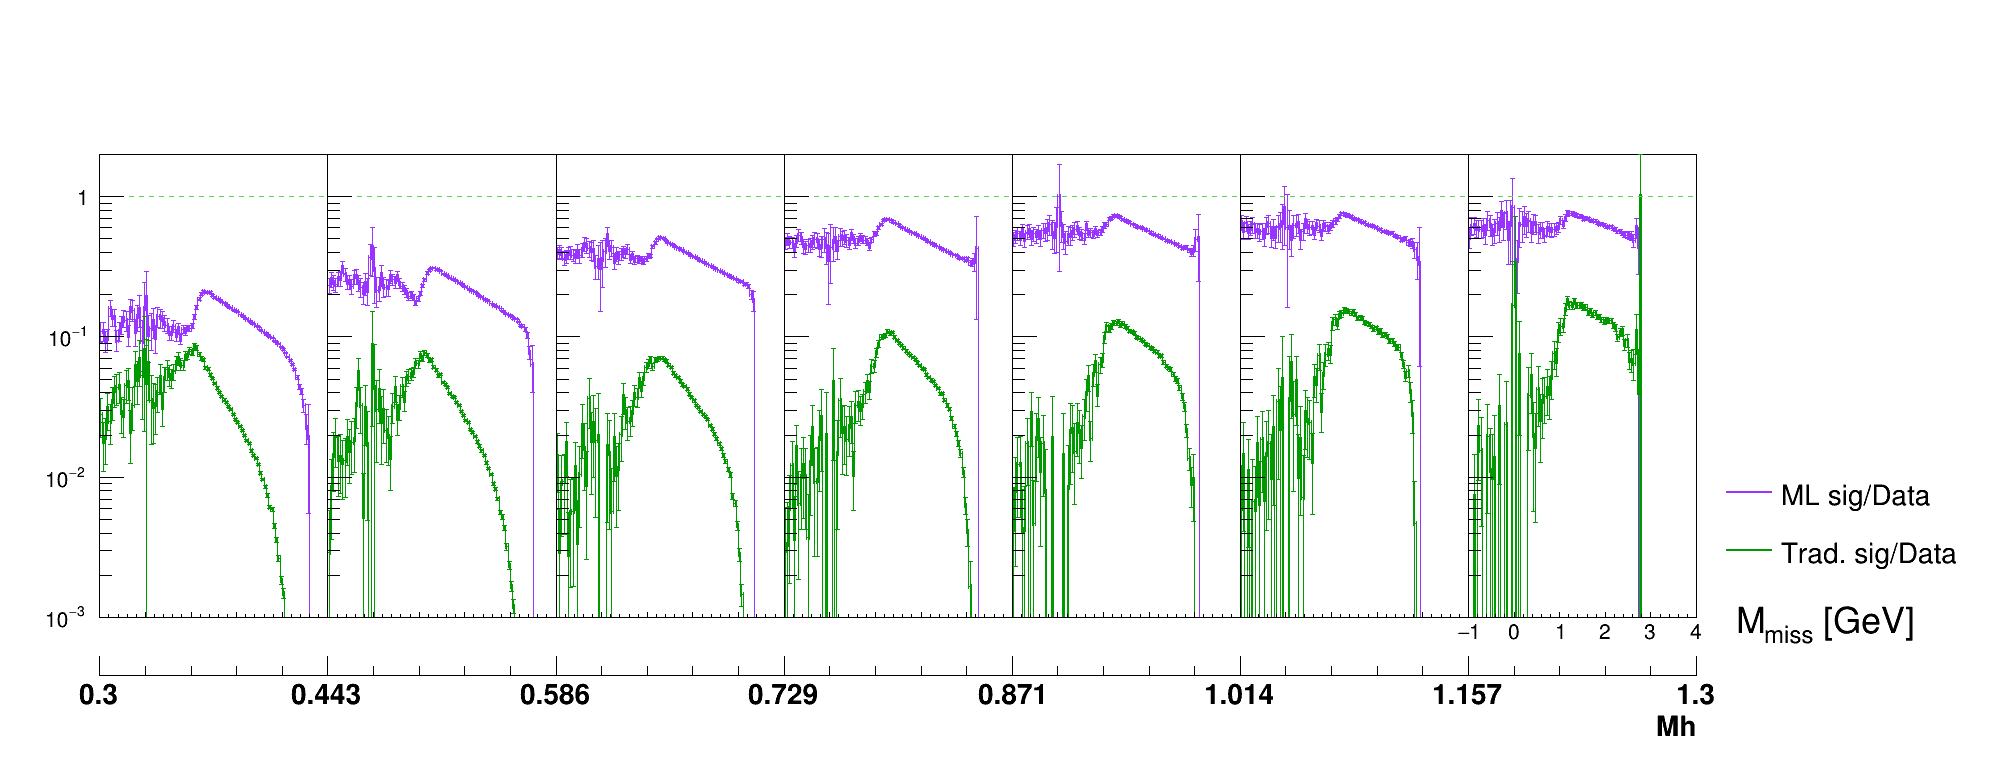 1
10⁻¹
10⁻²
10⁻³
ML sig/Data
Trad. sig/Data
−1 0 1 2 3 4
M_miss [GeV]
0.3 0.443 0.586 0.729 0.871 1.014 1.157 1.3
Mh